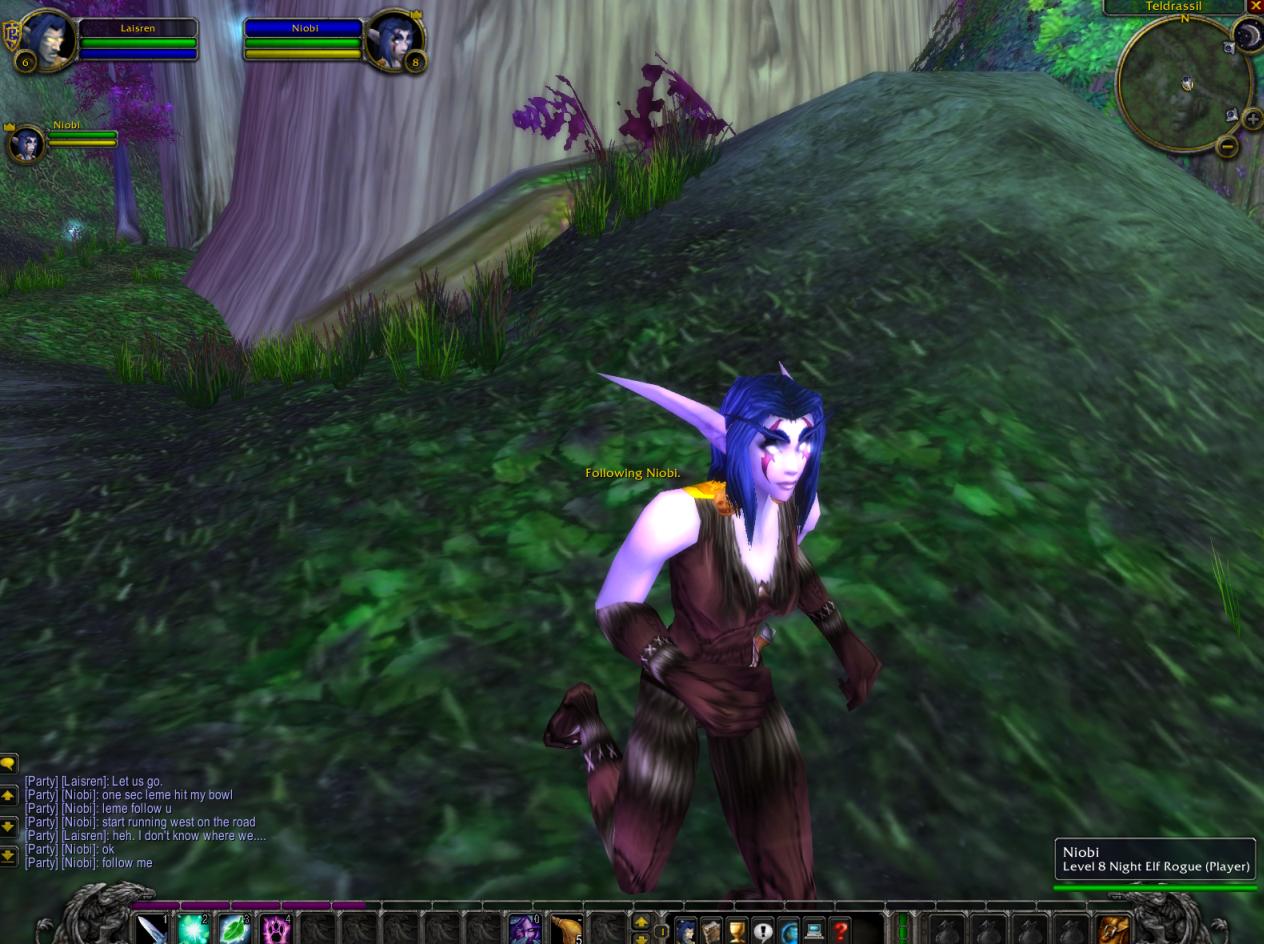 Laisren
Niobi
Teldrassil
N
6
8
Niobi
Following Niobi.
[Party] [Laisren]: Let us go.
[Party] [Niobi]: one sec leme hit my bowl
[Party] [Niobi]: leme follow u
[Party] [Niobi]: start running west on the road
[Party] [Laisren]: heh. I don't know where we....
[Party] [Niobi]: ok
[Party] [Niobi]: follow me
Niobi
Level 8 Night Elf Rogue (Player)
1
2
3
4
0
-
5
1